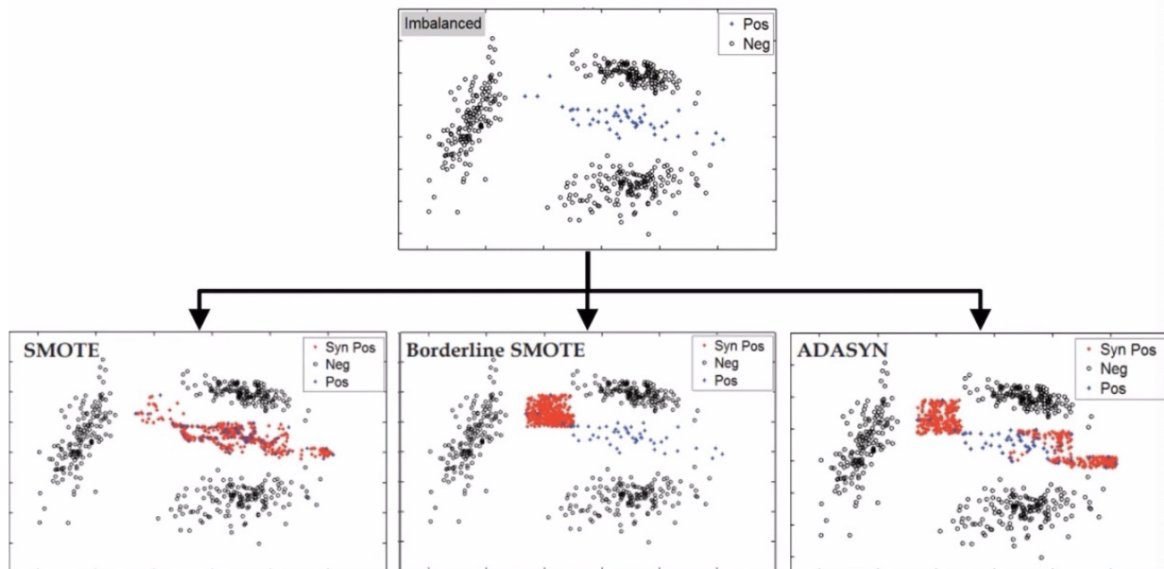 Imbalanced
Pos
Neg
SMOTE
Syn Pos
Neg
Pos
Borderline SMOTE
Syn Pos
Neg
Pos
ADASYN
Syn Pos
Neg
Pos